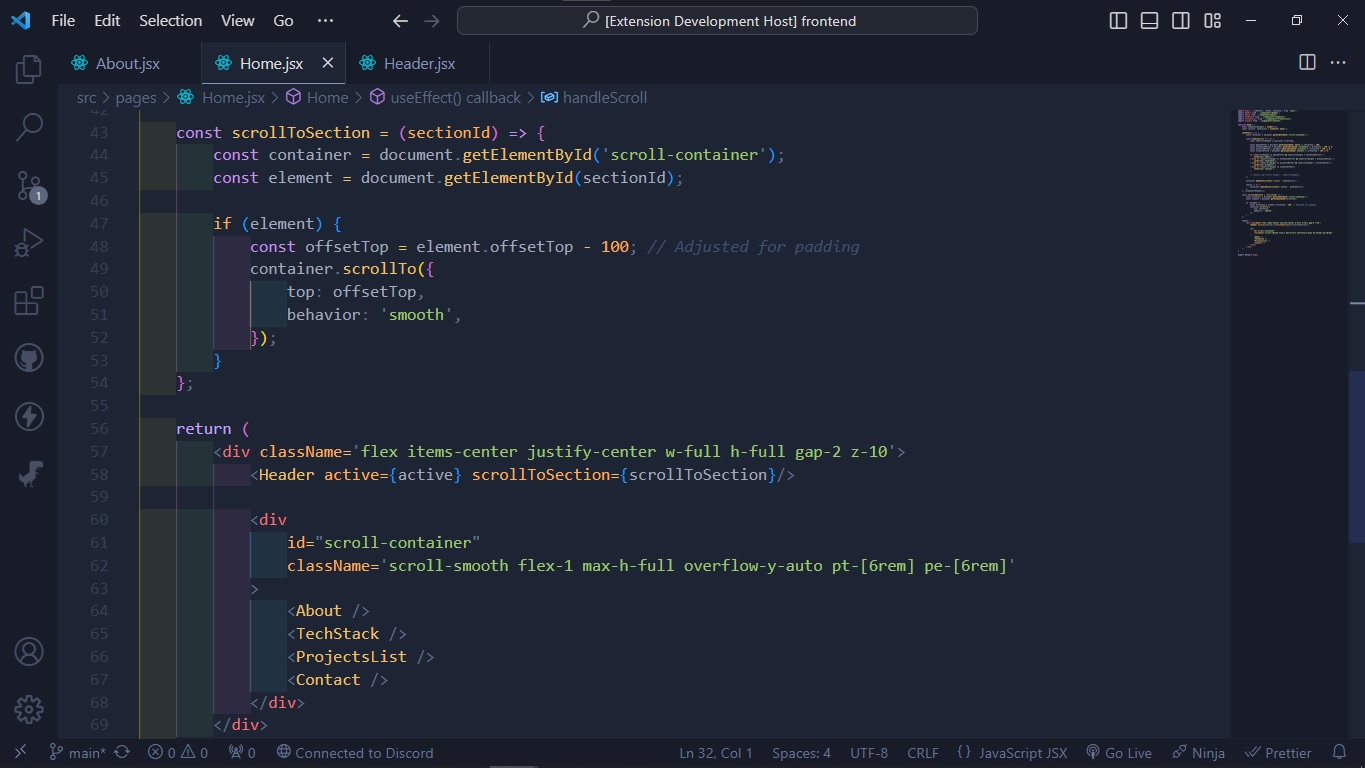 File Edit Selection View Go ··· [Extension Development Host] frontend
About.jsx Home.jsx Header.jsx
src > pages > Home.jsx > Home > useEffect() callback > handleScroll
42
43 const scrollToSection = (sectionId) => {
44 const container = document.getElementById('scroll-container');
45 const element = document.getElementById(sectionId);
46
47 if (element) {
48 const offsetTop = element.offsetTop - 100; // Adjusted for padding
49 container.scrollTo({
50 top: offsetTop,
51 behavior: 'smooth',
52 });
53 }
54 };
55
56 return (
57 <div className='flex items-center justify-center w-full h-full gap-2 z-10'>
58 <Header active={active} scrollToSection={scrollToSection}/>
59
60 <div
61 id="scroll-container"
62 className='scroll-smooth flex-1 max-h-full overflow-y-auto pt-[6rem] pe-[6rem]'
63 >
64 <About />
65 <TechStack />
66 <ProjectsList />
67 <Contact />
68 </div>
69 </div>
1
main* 0 0 0 Connected to Discord Ln 32, Col 1 Spaces: 4 UTF-8 CRLF {} JavaScript JSX Go Live Ninja Prettier